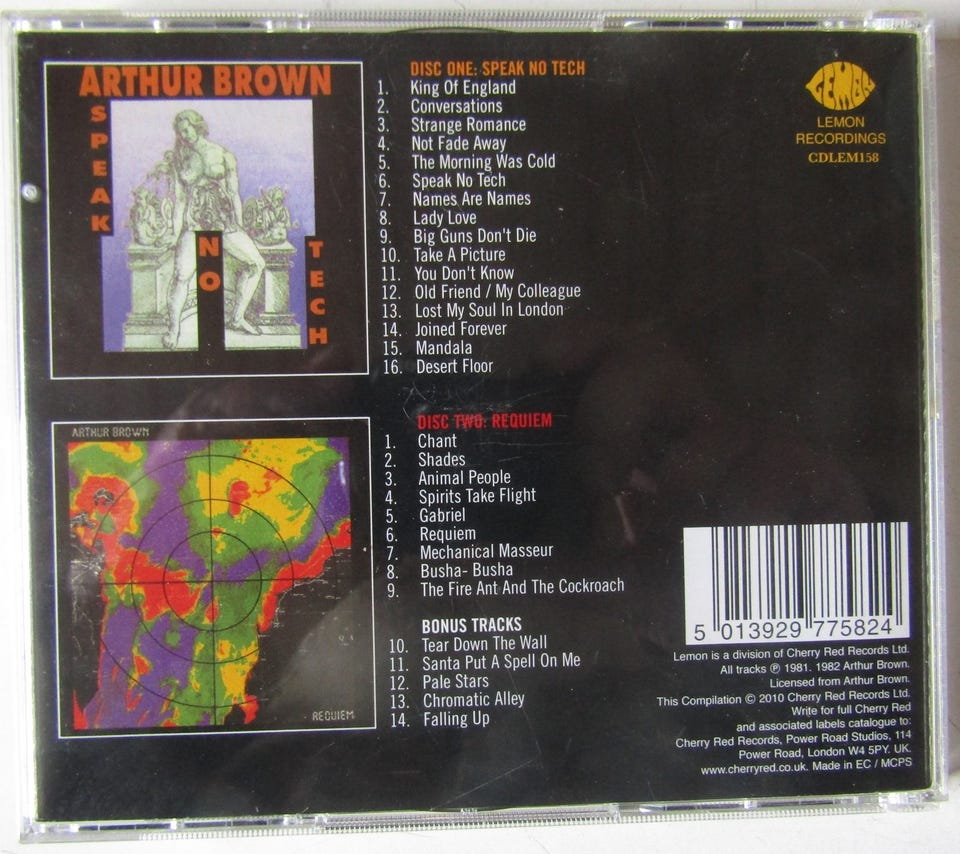 ARTHUR BROWN
SPEAK
NO
TECH
DISC ONE: SPEAK NO TECH
1. King Of England
2. Conversations
3. Strange Romance
4. Not Fade Away
5. The Morning Was Cold
6. Speak No Tech
7. Names Are Names
8. Lady Love
9. Big Guns Don't Die
10. Take A Picture
11. You Don't Know
12. Old Friend / My Colleague
13. Lost My Soul In London
14. Joined Forever
15. Mandala
16. Desert Floor
LEMON
LEMON
RECORDINGS
CDLEM158
ARTHUR BROWN
REQUIEM
DISC TWO: REQUIEM
1. Chant
2. Shades
3. Animal People
4. Spirits Take Flight
5. Gabriel
6. Requiem
7. Mechanical Masseur
8. Busha- Busha
9. The Fire Ant And The Cockroach
BONUS TRACKS
10. Tear Down The Wall
11. Santa Put A Spell On Me
12. Pale Stars
13. Chromatic Alley
14. Falling Up
5 013929 775824
Lemon is a division of Cherry Red Records Ltd.
All tracks ℗ 1981. 1982 Arthur Brown.
Licensed from Arthur Brown.
This Compilation © 2010 Cherry Red Records Ltd.
Write for full Cherry Red
and associated labels catalogue to:
Cherry Red Records, Power Road Studios, 114
Power Road, London W4 5PY. UK.
www.cherryred.co.uk. Made in EC / MCPS